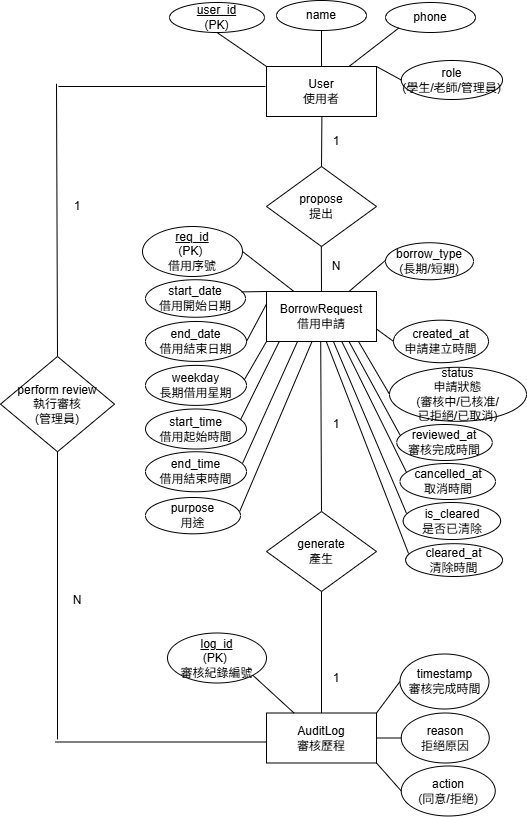 user_id
(PK)
name
phone
role
(學生/老師/管理員)
User
使用者
1
propose
提出
N
1
req_id
(PK)
借用序號
start_date
借用開始日期
end_date
借用結束日期
weekday
長期借用星期
start_time
借用起始時間
end_time
借用結束時間
purpose
用途
BorrowRequest
借用申請
borrow_type
(長期/短期)
created_at
申請建立時間
status
申請狀態
(審核中/已核准/
已拒絕/已取消)
reviewed_at
審核完成時間
cancelled_at
取消時間
is_cleared
是否已清除
cleared_at
清除時間
perform review
執行審核
(管理員)
1
generate
產生
N
1
log_id
(PK)
審核紀錄編號
AuditLog
審核歷程
timestamp
審核完成時間
reason
拒絕原因
action
(同意/拒絕)